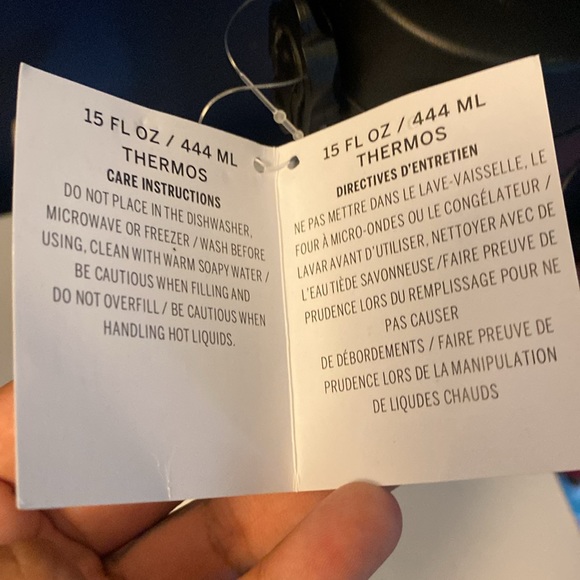 15 FL OZ / 444 ML
THERMOS
CARE INSTRUCTIONS
DO NOT PLACE IN THE DISHWASHER,
MICROWAVE OR FREEZER / WASH BEFORE
USING, CLEAN WITH WARM SOAPY WATER /
BE CAUTIOUS WHEN FILLING AND
DO NOT OVERFILL / BE CAUTIOUS WHEN
HANDLING HOT LIQUIDS.
15 FL OZ / 444 ML
THERMOS
DIRECTIVES D'ENTRETIEN
NE PAS METTRE DANS LE LAVE-VAISSELLE, LE
FOUR À MICRO-ONDES OU LE CONGÉLATEUR /
LAVAR AVANT D'UTILISER, NETTOYER AVEC DE
L'EAU TIÈDE SAVONNEUSE / FAIRE PREUVE DE
PRUDENCE LORS DU REMPLISSAGE POUR NE
PAS CAUSER
DE DÉBORDEMENTS / FAIRE PREUVE DE
PRUDENCE LORS DE LA MANIPULATION
DE LIQUDES CHAUDS